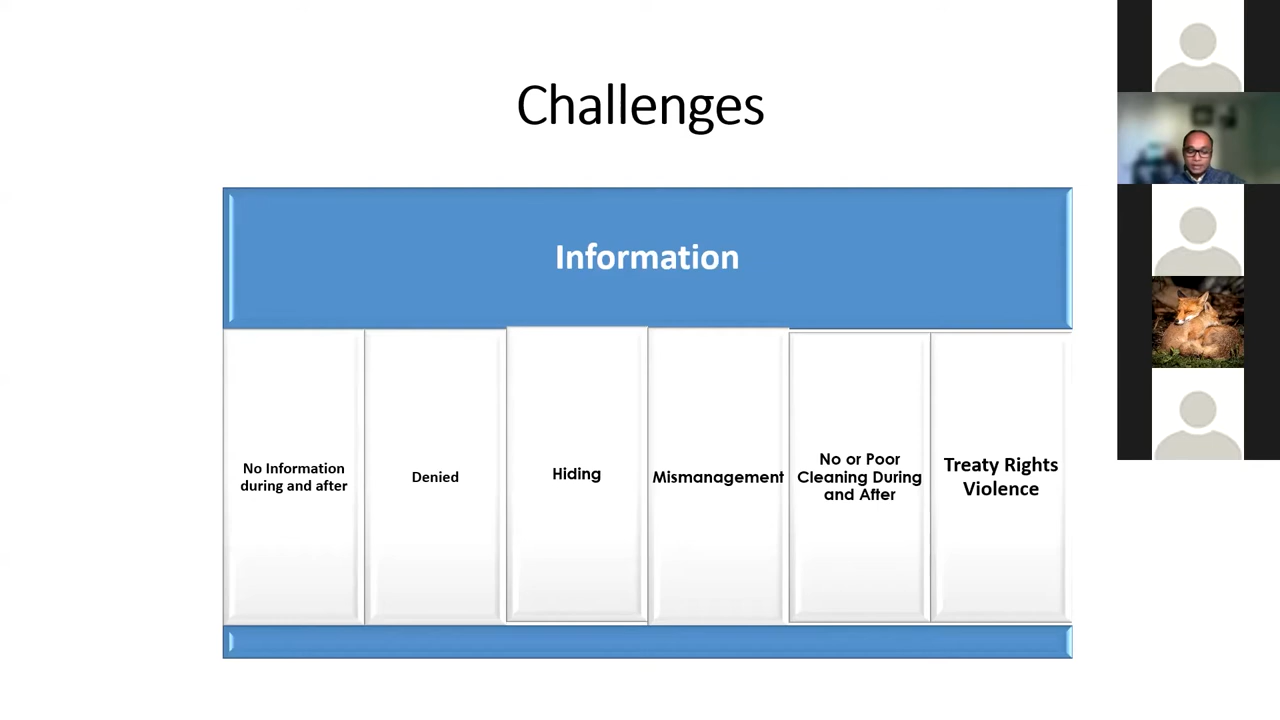 Challenges
Information
No Information
during and after
Denied
Hiding
Mismanagement
No or Poor
Cleaning During
and After
Treaty Rights
Violence